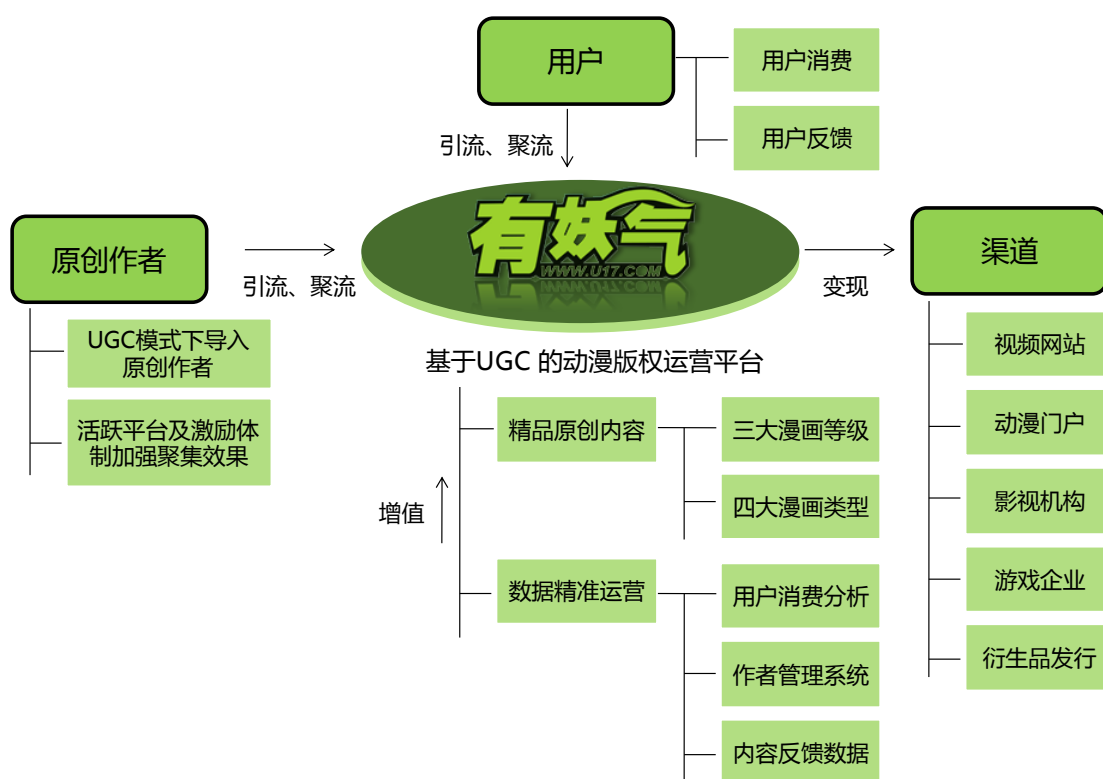 用户
用户消费
用户反馈
引流、聚流
有妖气
WWW.U17.COM
原创作者
引流、聚流
变现
渠道
UGC模式下导入
原创作者
活跃平台及激励体
制加强聚集效果
基于UGC 的动漫版权运营平台
增值
精品原创内容
三大漫画等级
四大漫画类型
数据精准运营
用户消费分析
作者管理系统
内容反馈数据
视频网站
动漫门户
影视机构
游戏企业
衍生品发行